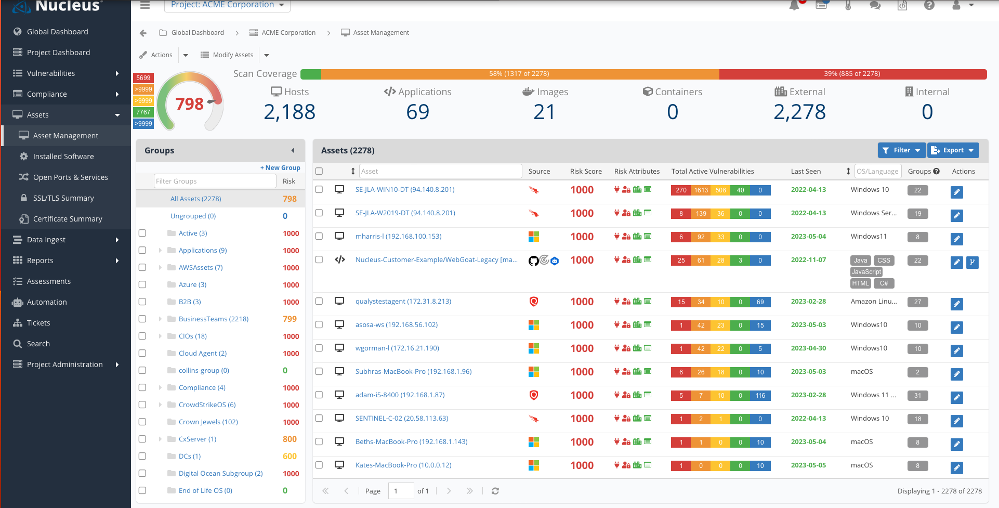 Nucleus
Project: ACME Corporation
Global Dashboard
Project Dashboard
Vulnerabilities
Compliance
Assets
Asset Management
Installed Software
Open Ports & Services
SSL/TLS Summary
Certificate Summary
Data Ingest
Reports
Assessments
Automation
Tickets
Search
Project Administration
Global Dashboard > ACME Corporation > Asset Management
Actions Modify Assets
5699
>9999
>9999
7767
>9999
798
Scan Coverage 58% (1317 of 2278) 39% (885 of 2278)
Hosts Applications Images Containers External Internal
2,188 69 21 0 2,278 0
Groups
+ New Group
Filter Groups Risk
All Assets (2278) 798
Ungrouped (0) 0
Active (3) 1000
Applications (9) 1000
AWSAssets (7) 1000
Azure (3) 1000
B2B (3) 1000
BusinessTeams (2218) 799
CIOs (18) 1000
Cloud Agent (2) 1000
collins-group (0) 0
Compliance (4) 1000
CrowdStrikeOS (6) 1000
Crown Jewels (102) 1000
CxServer (1) 800
DCs (1) 600
Digital Ocean Subgroup (2) 1000
End of Life OS (0) 0
Assets (2278) Filter Export
Asset Source Risk Score Risk Attributes Total Active Vulnerabilities Last Seen OS/Language Groups Actions
SE-JLA-WIN10-DT (94.140.8.201) 1000 270 1613 508 40 0 2022-04-13 Windows 10 22
SE-JLA-W2019-DT (94.140.8.201) 1000 8 139 36 0 0 2022-04-13 Windows Ser... 19
mharris-l (192.168.100.153) 1000 6 92 33 0 0 2023-05-04 Windows11 8
Nucleus-Customer-Example/WebGoat-Legacy [ma... 1000 25 61 28 3 0 2022-11-07 Java CSS 22
JavaScript
HTML C#
qualystestagent (172.31.8.213) 1000 15 34 10 0 69 2023-02-28 Amazon Linu... 27
asosa-ws (192.168.56.102) 1000 1 42 23 0 15 2023-05-03 Windows10 10
wgorman-l (172.16.21.190) 1000 1 42 22 0 5 2023-04-30 Windows10 10
Subhras-MacBook-Pro (192.168.1.96) 1000 6 26 18 0 10 2023-05-03 macOS 2
adam-i5-8400 (192.168.1.87) 1000 5 7 10 0 116 2023-02-28 Windows 11 ... 31
SENTINEL-C-02 (20.58.113.63) 1000 1 2 1 0 0 2022-04-13 Windows 10 18
Beths-MacBook-Pro (192.168.1.143) 1000 1 1 0 0 10 2023-05-04 macOS 8
Kates-MacBook-Pro (10.0.0.12) 1000 1 0 0 0 10 2023-05-05 macOS 8
Page 1 of 1 Displaying 1 - 2278 of 2278